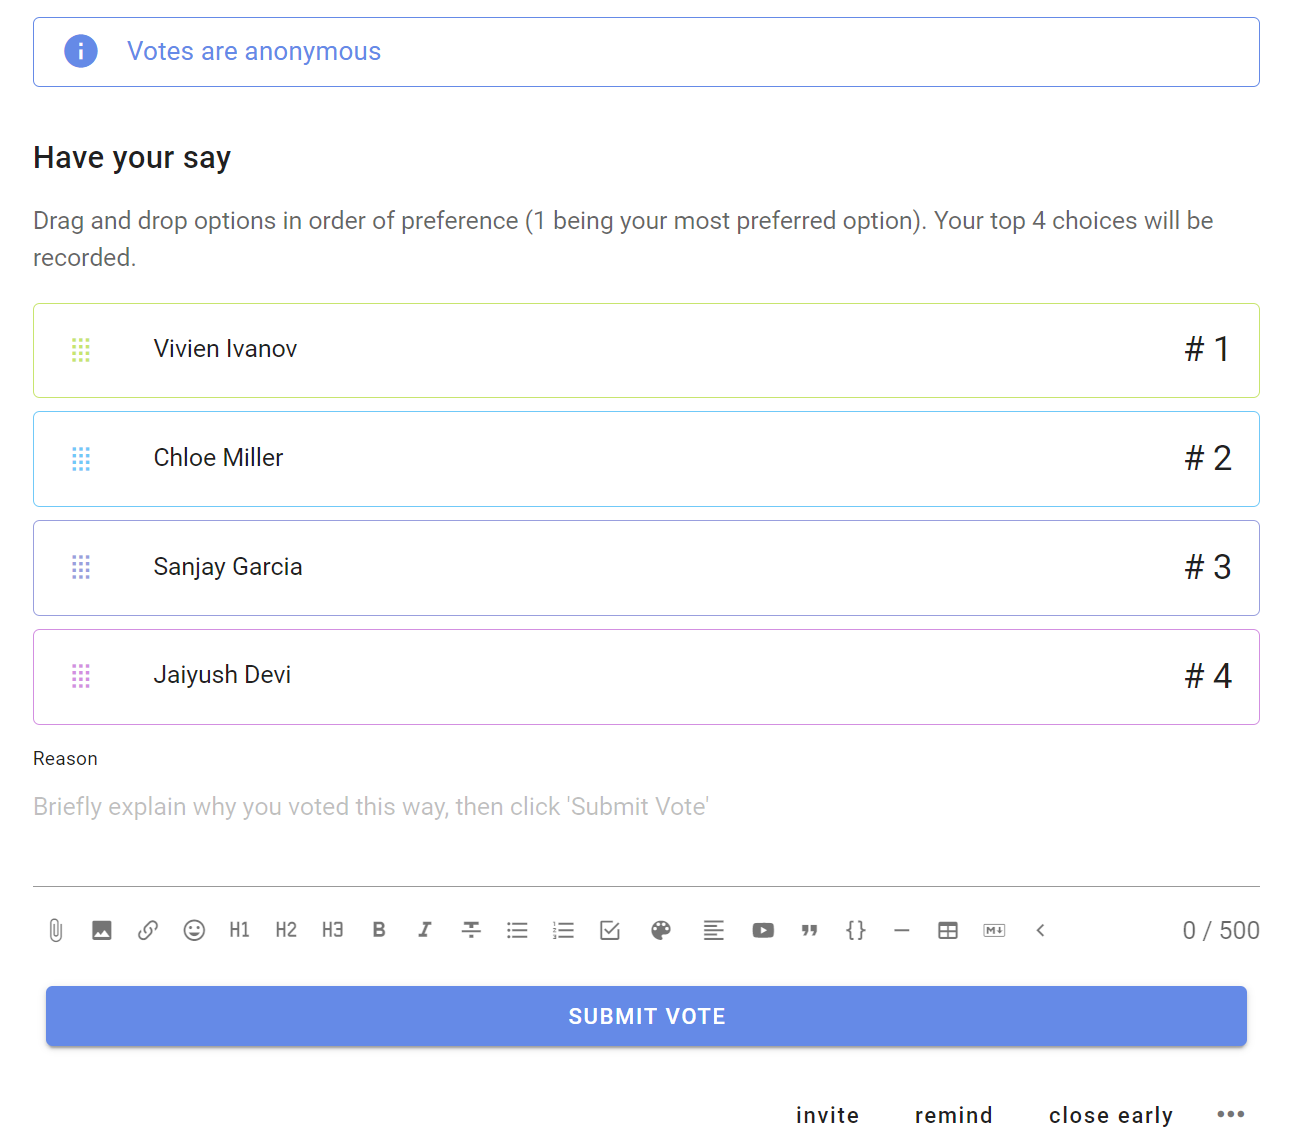 Votes are anonymous
Have your say
Drag and drop options in order of preference (1 being your most preferred option). Your top 4 choices will be
recorded.
Vivien Ivanov # 1
Chloe Miller # 2
Sanjay Garcia # 3
Jaiyush Devi # 4
Reason
Briefly explain why you voted this way, then click 'Submit Vote'
H1 H2 H3 B I T {} M 0 / 500
SUBMIT VOTE
invite remind close early